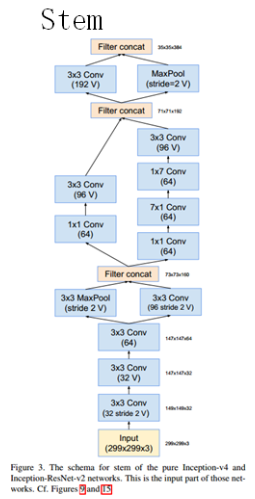 Stem
Filter concat
35x35x384
3x3 Conv
(192 V)
MaxPool
(stride=2 V)
Filter concat
71x71x192
3x3 Conv
(96 V)
1x7 Conv
(64)
3x3 Conv
(96 V)
7x1 Conv
(64)
1x1 Conv
(64)
1x1 Conv
(64)
Filter concat
73x73x160
3x3 MaxPool
(stride 2 V)
3x3 Conv
(96 stride 2 V)
3x3 Conv
(64)
147x147x64
3x3 Conv
(32 V)
147x147x32
3x3 Conv
(32 stride 2 V)
149x149x32
Input
(299x299x3)
299x299x3
Figure 3. The schema for stem of the pure Inception-v4 and
Inception-ResNet-v2 networks. This is the input part of those net-
works. Cf. Figures 9 and 15